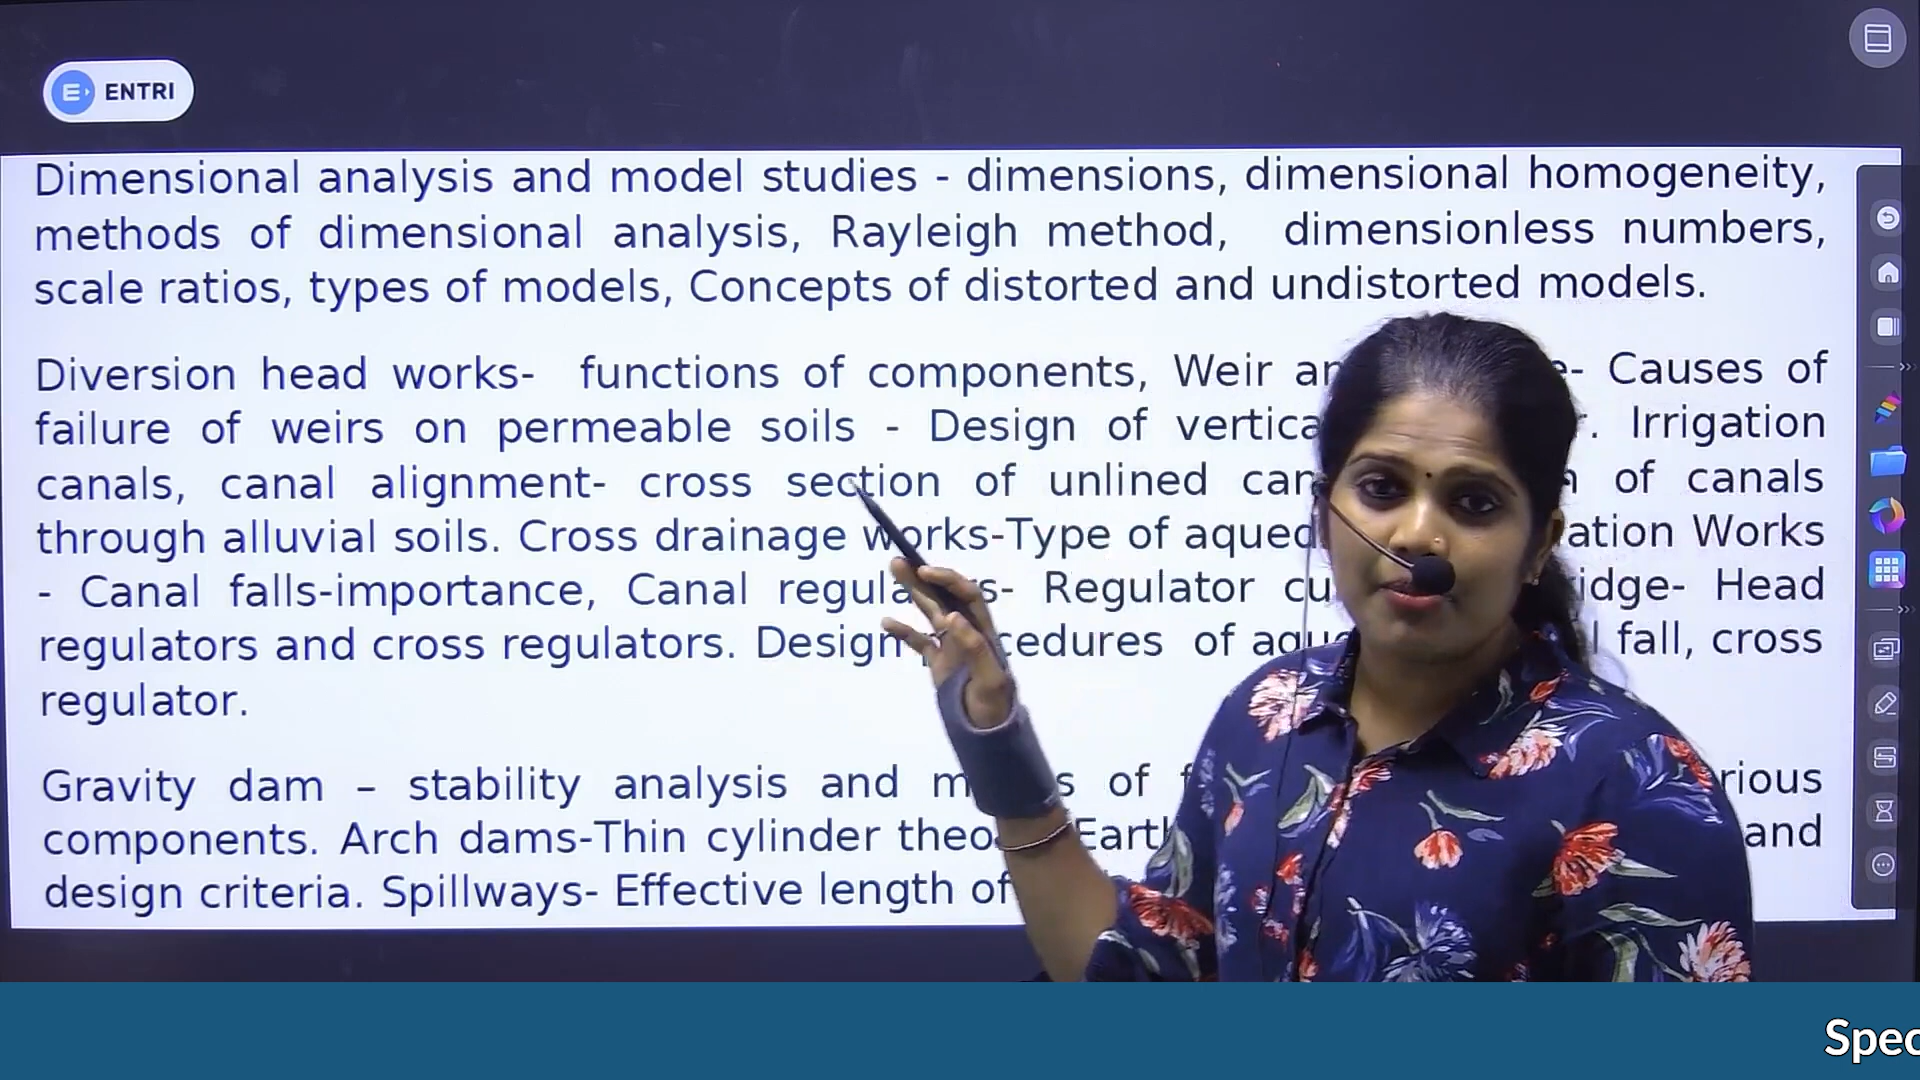 ENTRI
Dimensional analysis and model studies - dimensions, dimensional homogeneity,
methods of dimensional analysis, Rayleigh method, dimensionless numbers,
scale ratios, types of models, Concepts of distorted and undistorted models.
Diversion head works- functions of components, Weir Causes of
failure of weirs on permeable soils - Design of Irrigation
canals, canal alignment- cross section of unlined of canals
through alluvial soils. Cross drainage works-Type of Works
- Canal falls-importance, Canal Regulator Head
regulators and cross regulators. Design of fall, cross
regulator.
Gravity dam – stability analysis and of
components. Arch dams-Thin cylinder and
design criteria. Spillways- Effective length of